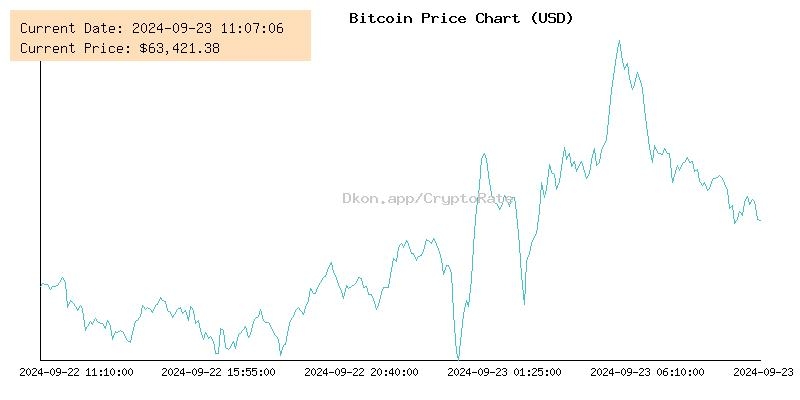 Bitcoin Price Chart (USD)
Current Date: 2024-09-23 11:07:06
Current Price: $63,421.38
Dkon.app/CryptoRate
2024-09-22 11:10:00
2024-09-22 15:55:00
2024-09-22 20:40:00
2024-09-23 01:25:00
2024-09-23 06:10:00
2024-09-23